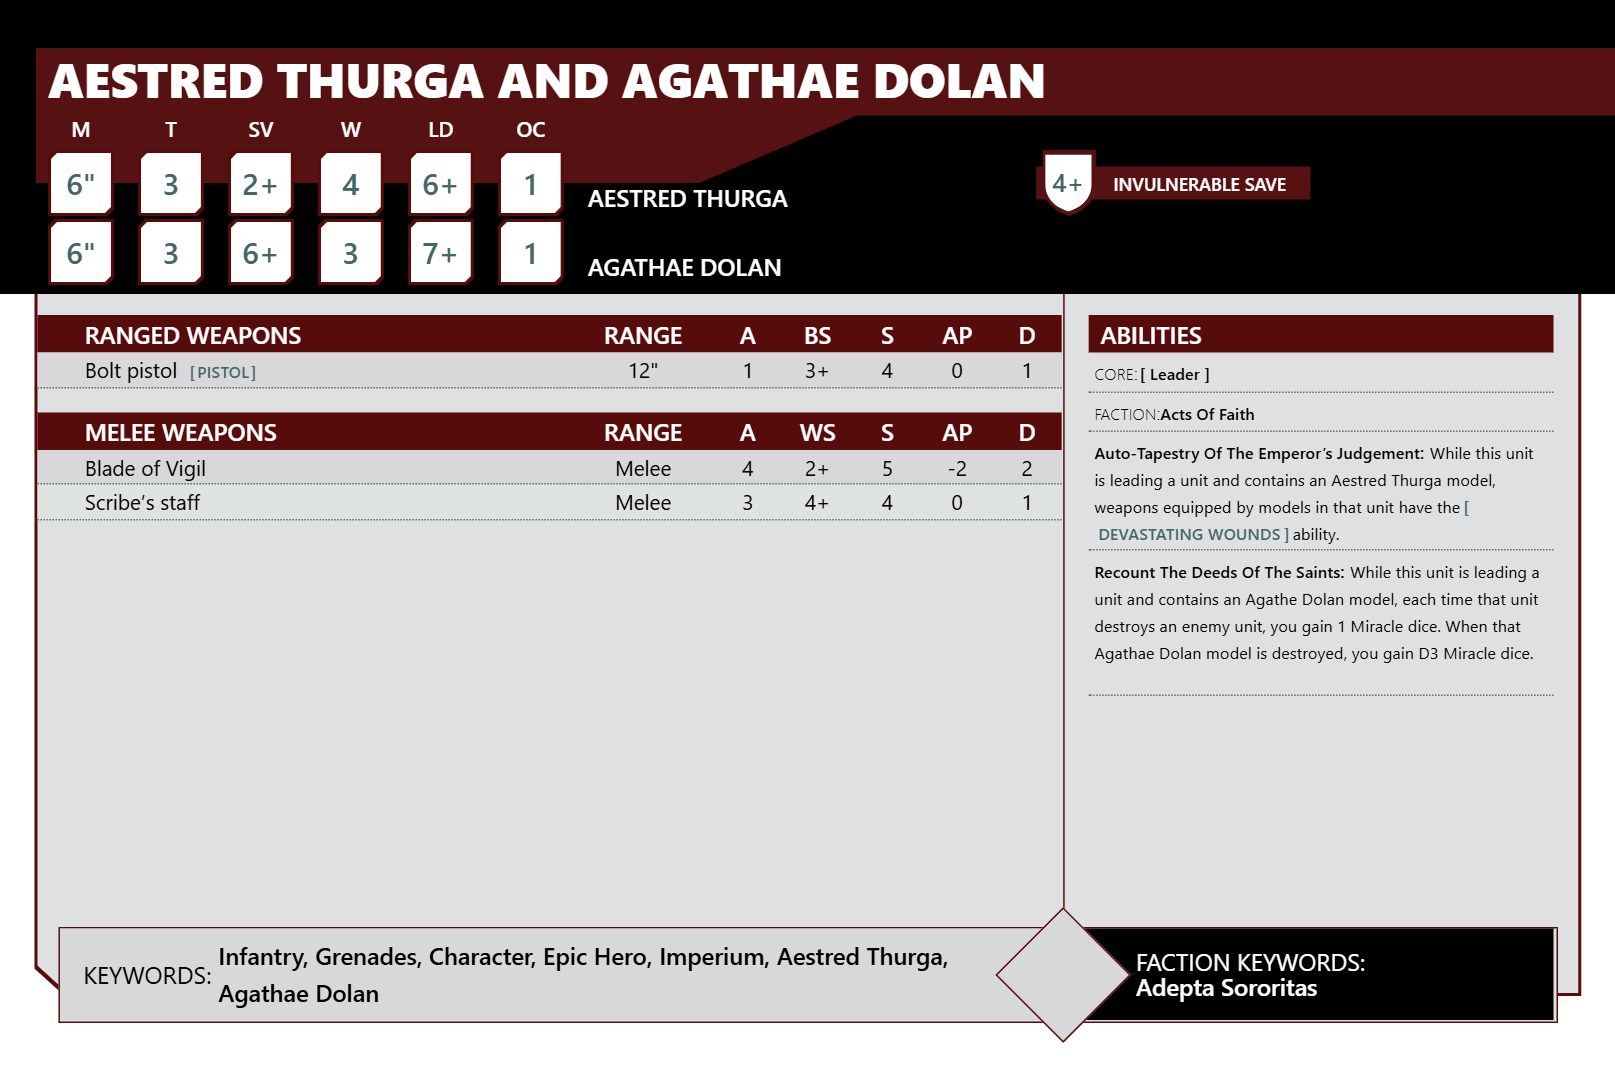 AESTRED THURGA AND AGATHAE DOLAN
M T SV W LD OC
6" 3 2+ 4 6+ 1 AESTRED THURGA
4+ INVULNERABLE SAVE
6" 3 6+ 3 7+ 1 AGATHAE DOLAN
RANGED WEAPONS RANGE A BS S AP D
Bolt pistol [PISTOL] 12" 1 3+ 4 0 1
MELEE WEAPONS RANGE A WS S AP D
Blade of Vigil Melee 4 2+ 5 -2 2
Scribe’s staff Melee 3 4+ 4 0 1
ABILITIES
CORE: [ Leader ]
FACTION: Acts Of Faith
Auto-Tapestry Of The Emperor’s Judgement: While this unit
is leading a unit and contains an Aestred Thurga model,
weapons equipped by models in that unit have the [
DEVASTATING WOUNDS ] ability.
Recount The Deeds Of The Saints: While this unit is leading a
unit and contains an Agathe Dolan model, each time that unit
destroys an enemy unit, you gain 1 Miracle dice. When that
Agathae Dolan model is destroyed, you gain D3 Miracle dice.
KEYWORDS: Infantry, Grenades, Character, Epic Hero, Imperium, Aestred Thurga,
Agathae Dolan
FACTION KEYWORDS:
Adepta Sororitas